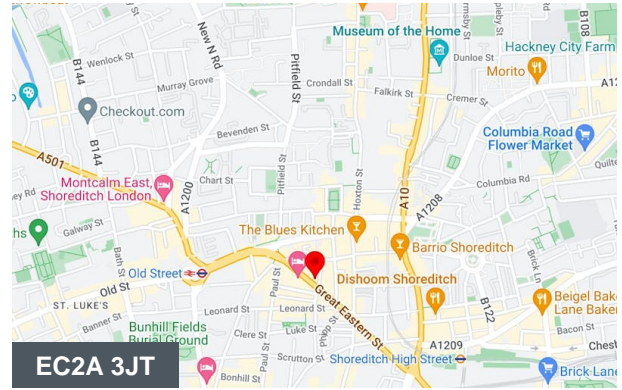 Museum of the Home
Hackney City Farm
Dunloe St
Morito
B108
Wenlock St
New N Rd
Pitfield St
B144
Murray Grove
Crondall St
Falkirk St
Cremer St
Checkout.com
Bevenden St
Columbia Road
Flower Market
A501
B144
Montcalm East,
Shoreditch London
Chart St
Pitfield St
Hoxton St
A10
Columbia Rd
A1208
A1200
Galway St
The Blues Kitchen
Barrio Shoreditch
Bath St
Old Street
Old St
Paul St
Dishoom Shoreditch
Brick Ln
ST. LUKE'S
Banner St
Leonard St
Leonard St
Great Eastern St
B122
Bunhill Fields
Burial Ground
Clere St
Luke St
A1209
Bacon St
Scrutton St
Shoreditch High Street
Bonhill St
EC2A 3JT